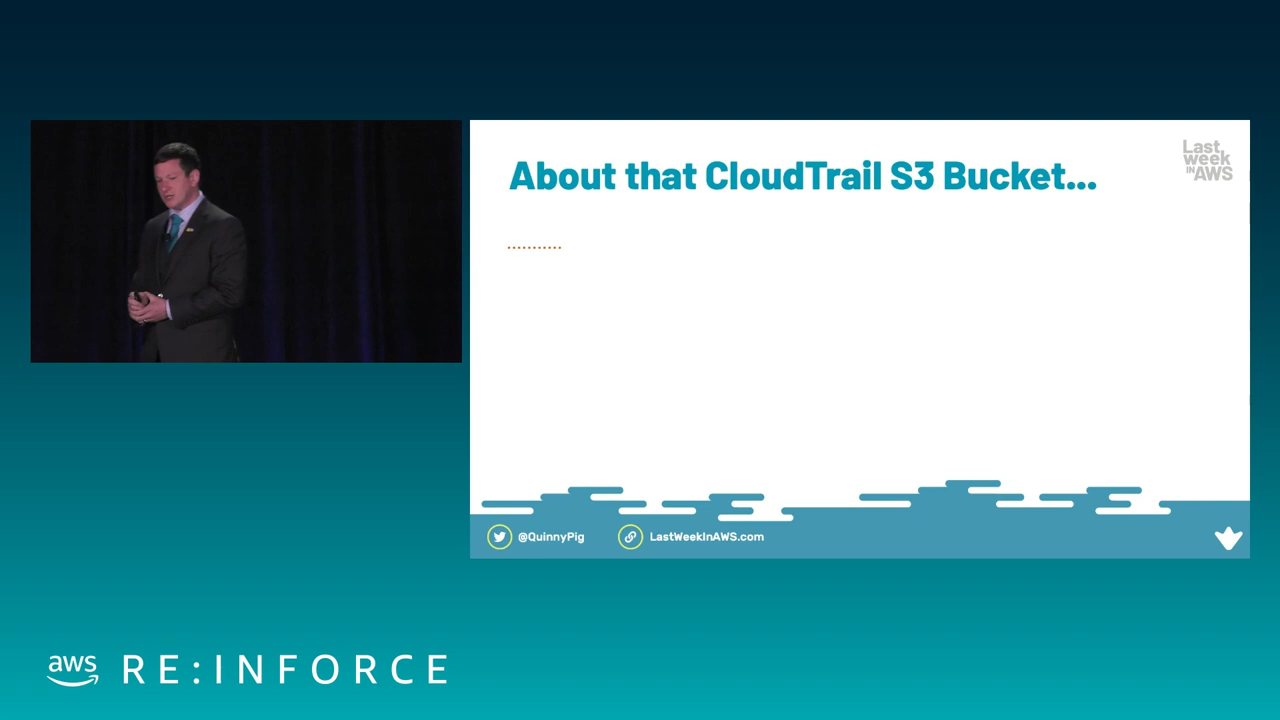 About that CloudTrail S3 Bucket...
Last
week
IN AWS
@QuinnyPig
LastWeekInAWS.com
aws RE:INFORCE